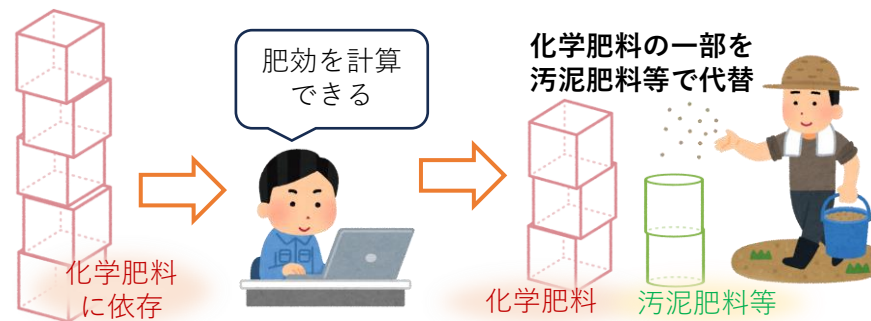 肥効を計算
できる
化学肥料の一部を
汚泥肥料等で代替
化学肥料
に依存
化学肥料
汚泥肥料等